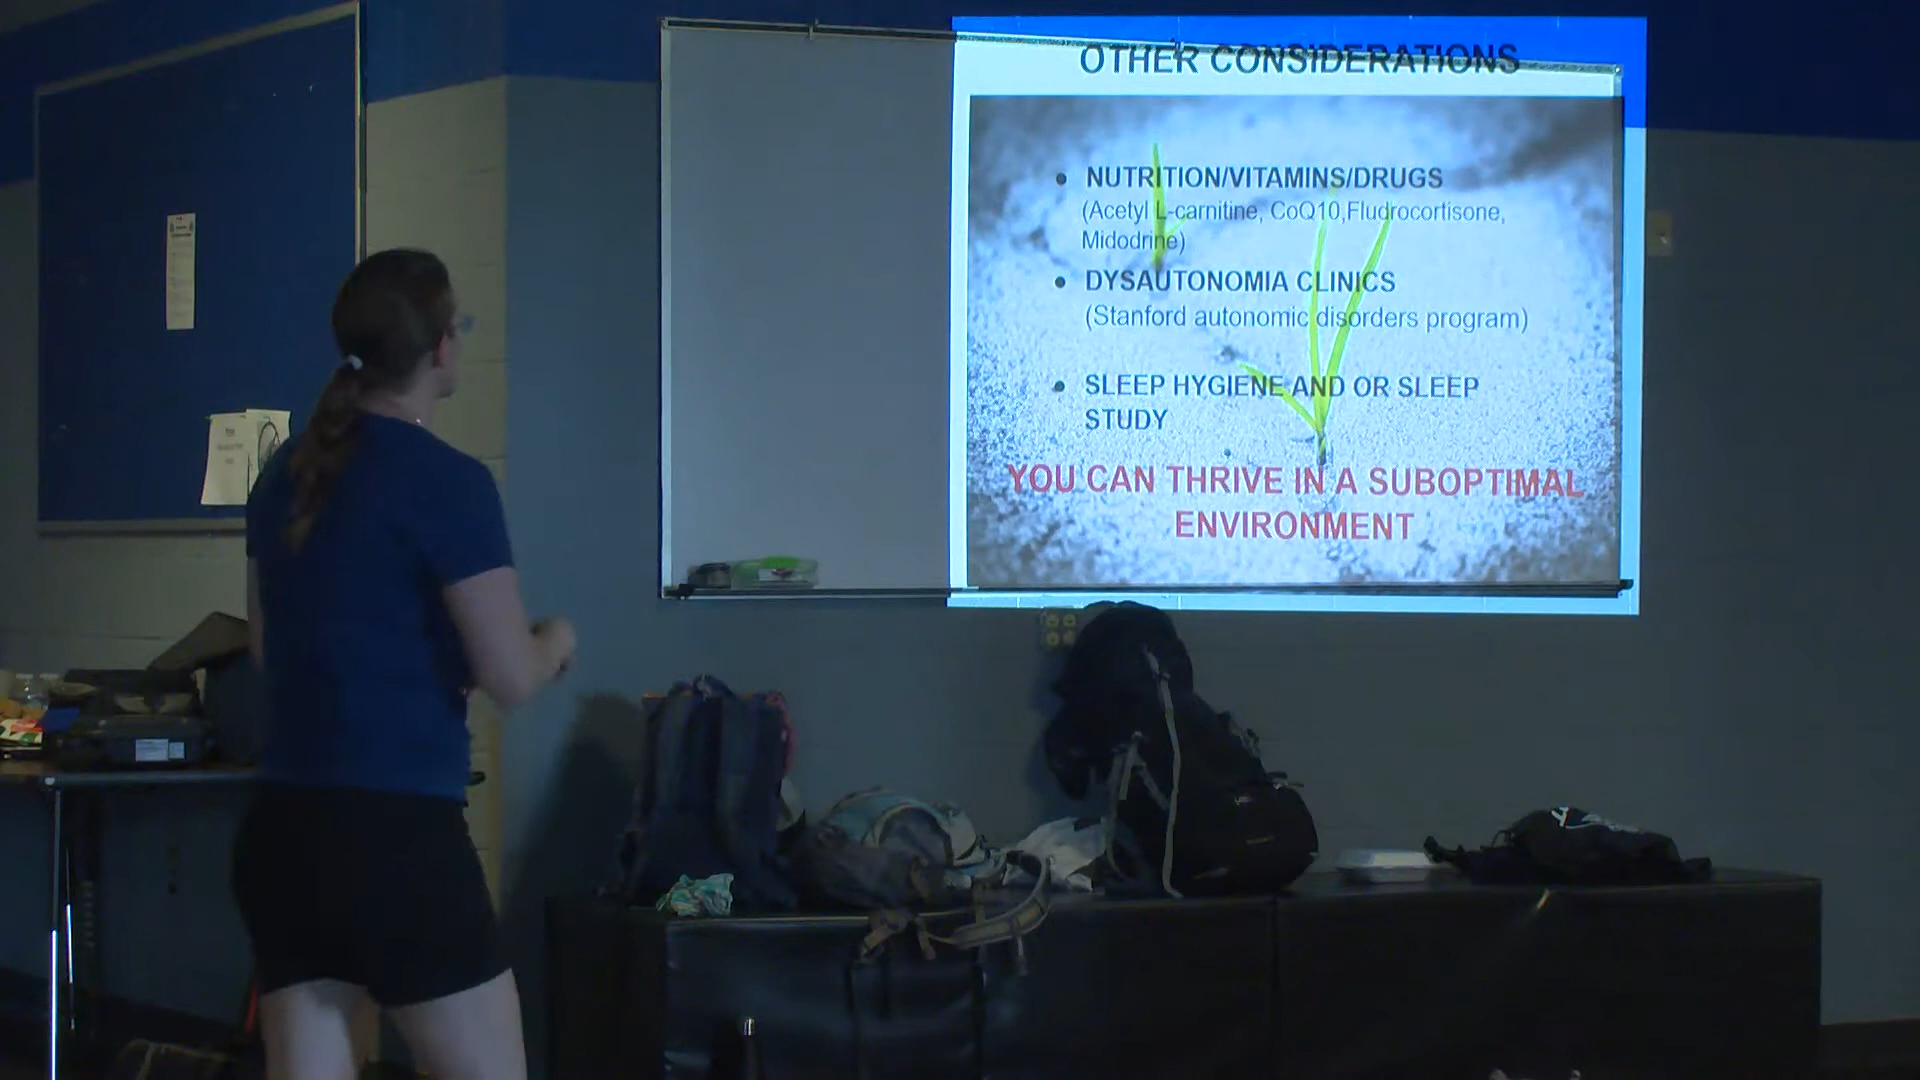 OTHER CONSIDERATIONS
• NUTRITION/VITAMINS/DRUGS
(Acetyl L-carnitine, CoQ10,Fludrocortisone,
Midodrine)
• DYSAUTONOMIA CLINICS
(Stanford autonomic disorders program)
• SLEEP HYGIENE AND OR SLEEP
STUDY
YOU CAN THRIVE IN A SUBOPTIMAL
ENVIRONMENT